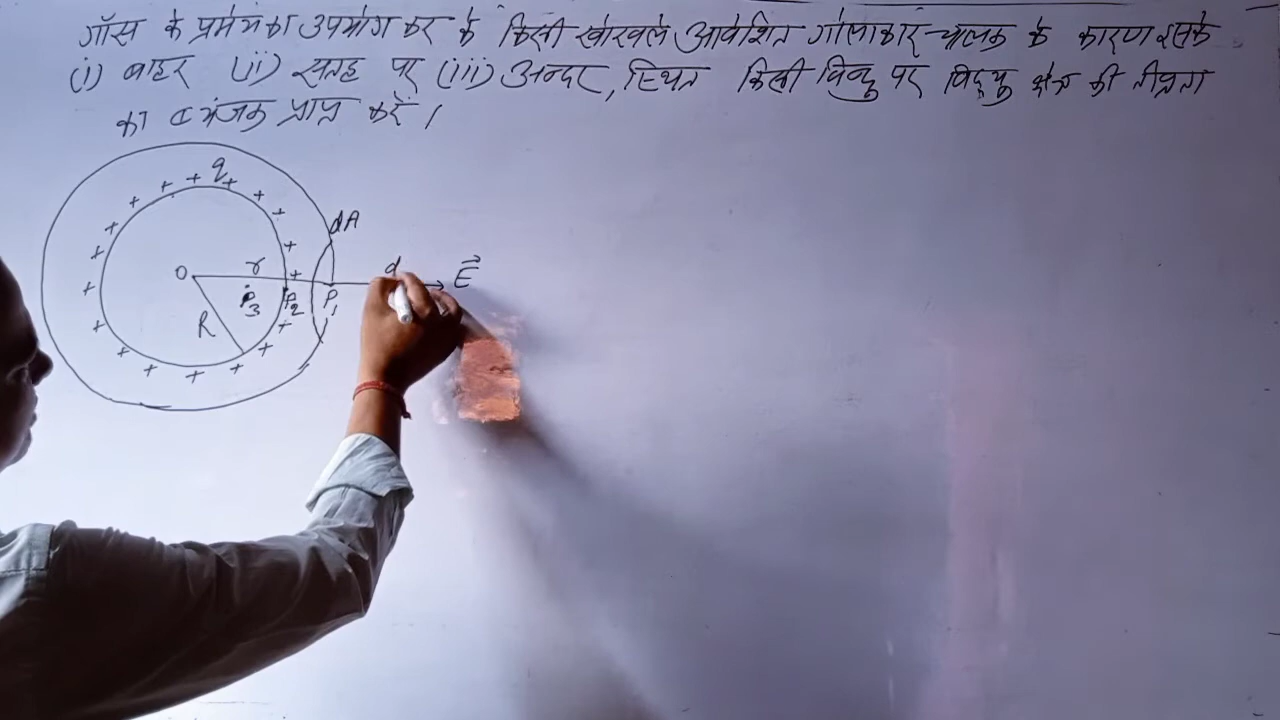 गॉस के प्रमेय का उपयोग कर के किसी खोखले आवेशित गोलाकार चालक के कारण इसके
(i) बाहर (ii) सतह पर (iii) अन्दर, स्थित किसी बिन्दु पर विद्युत क्षेत्र की तीव्रता
का व्यंजक प्राप्त करें।
q
dA
O r d E⃗
P3 P2 P1
R